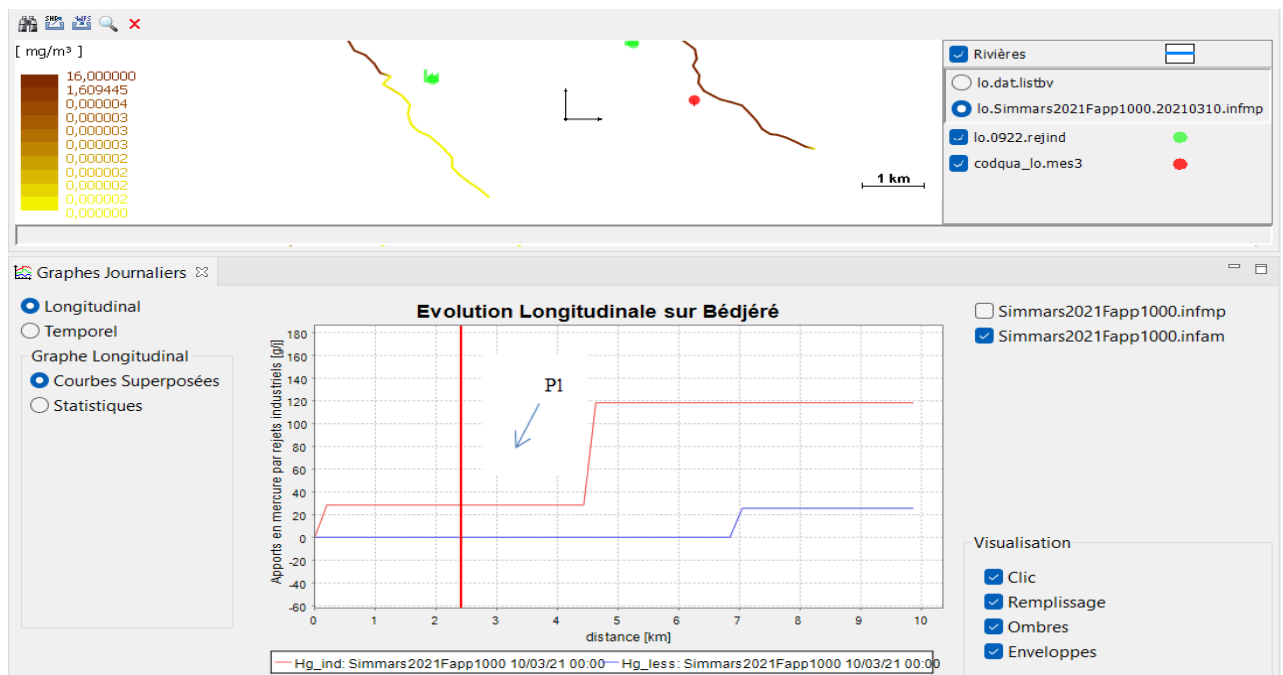 SHDn WFS
[ mg/m³ ]
16,000000
1,609445
0,000004
0,000003
0,000003
0,000003
0,000002
0,000002
0,000002
0,000002
0,000000
1 km
Rivières
lo.dat.listbv
lo.Simmars2021Fapp1000.20210310.infmp
lo.0922.rejind
codqua_lo.mes3
Graphes Journaliers
Longitudinal
Temporel
Graphe Longitudinal
Courbes Superposées
Statistiques
Evolution Longitudinale sur Bédjéré
Apports en mercure par rejets industriels [g/j]
180
160
140
120
100
80
60
40
20
0
-20
-40
-60
P1
0 1 2 3 4 5 6 7 8 9 10
distance [km]
Hg_ind: Simmars2021Fapp1000 10/03/21 00:00 Hg_less: Simmars2021Fapp1000 10/03/21 00:00
Simmars2021Fapp1000.infmp
Simmars2021Fapp1000.infam
Visualisation
Clic
Remplissage
Ombres
Enveloppes